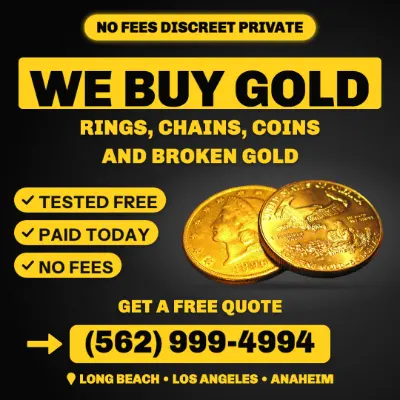 NO FEES DISCREET PRIVATE
WE BUY GOLD
RINGS, CHAINS, COINS
AND BROKEN GOLD
TESTED FREE
PAID TODAY
NO FEES
GET A FREE QUOTE
(562) 999-4994
LONG BEACH • LOS ANGELES • ANAHEIM